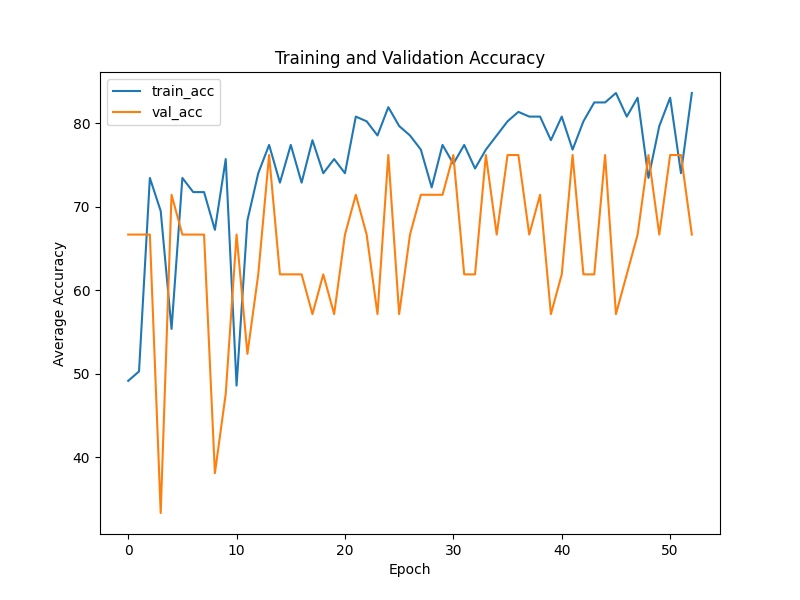 Training and Validation Accuracy
train_acc
val_acc
80
70
60
50
40
Average Accuracy
0 10 20 30 40 50
Epoch